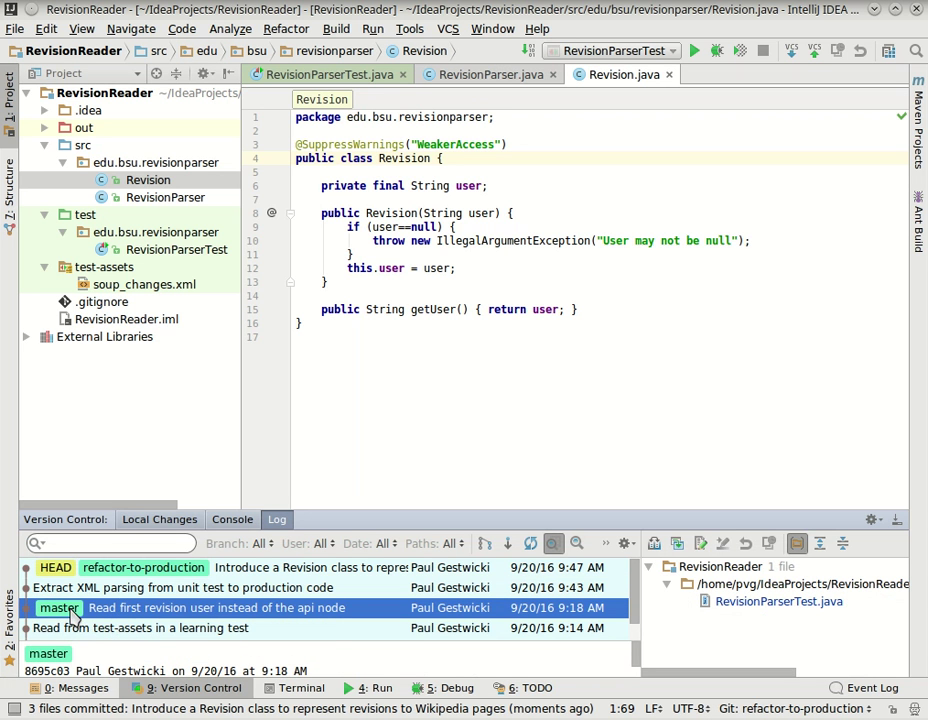 RevisionReader - [~/IdeaProjects/RevisionReader] - [RevisionReader] - ~/IdeaProjects/RevisionReader/src/edu/bsu/revisionparser/Revision.java - IntelliJ IDEA ...
File Edit View Navigate Code Analyze Refactor Build Run Tools VCS Window Help
RevisionReader src edu bsu revisionparser Revision RevisionParserTest VCS VCS
Project RevisionParserTest.java RevisionParser.java Revision.java
1: Project
7: Structure
2: Favorites
RevisionReader ~/IdeaProjects/
.idea
out
src
edu.bsu.revisionparser
Revision
RevisionParser
test
edu.bsu.revisionparser
RevisionParserTest
test-assets
soup_changes.xml
.gitignore
RevisionReader.iml
External Libraries
Revision
1 package edu.bsu.revisionparser;
2
3 @SuppressWarnings("WeakerAccess")
4 public class Revision {
5
6 private final String user;
7
8 @ public Revision(String user) {
9 if (user==null) {
10 throw new IllegalArgumentException("User may not be null");
11 }
12 this.user = user;
13 }
14
15 public String getUser() { return user; }
16 }
17
Maven Projects
Ant Build
Version Control: Local Changes Console Log
Branch: All User: All Date: All Paths: All
HEAD refactor-to-production Introduce a Revision class to repres Paul Gestwicki 9/20/16 9:47 AM
Extract XML parsing from unit test to production code Paul Gestwicki 9/20/16 9:43 AM
master Read first revision user instead of the api node Paul Gestwicki 9/20/16 9:18 AM
Read from test-assets in a learning test Paul Gestwicki 9/20/16 9:14 AM
master
8695c03 Paul Gestwicki on 9/20/16 at 9:18 AM
RevisionReader 1 file
/home/pvg/IdeaProjects/RevisionReade
RevisionParserTest.java
0: Messages 9: Version Control Terminal 4: Run 5: Debug 6: TODO Event Log
3 files committed: Introduce a Revision class to represent revisions to Wikipedia pages (moments ago) 1:69 LF UTF-8 Git: refactor-to-production